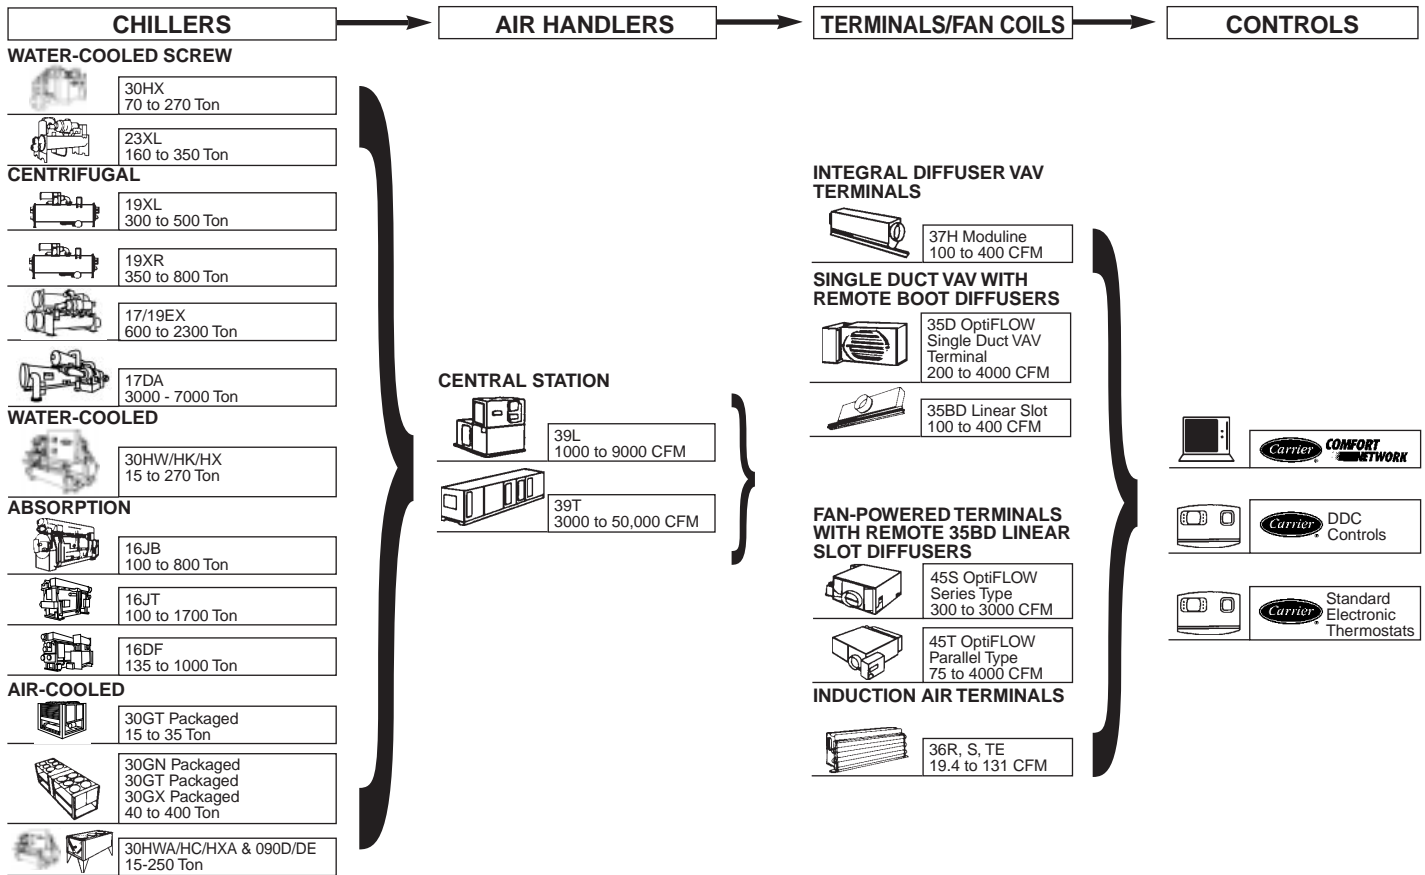 CHILLERS
AIR HANDLERS
TERMINALS/FAN COILS
CONTROLS
WATER-COOLED SCREW
30HX
70 to 270 Ton
23XL
160 to 350 Ton
CENTRIFUGAL
19XL
300 to 500 Ton
19XR
350 to 800 Ton
17/19EX
600 to 2300 Ton
17DA
3000 - 7000 Ton
WATER-COOLED
30HW/HK/HX
15 to 270 Ton
ABSORPTION
16JB
100 to 800 Ton
16JT
100 to 1700 Ton
16DF
135 to 1000 Ton
AIR-COOLED
30GT Packaged
15 to 35 Ton
30GN Packaged
30GT Packaged
30GX Packaged
40 to 400 Ton
30HWA/HC/HXA & 090D/DE
15-250 Ton
CENTRAL STATION
39L
1000 to 9000 CFM
39T
3000 to 50,000 CFM
INTEGRAL DIFFUSER VAV
TERMINALS
37H Moduline
100 to 400 CFM
SINGLE DUCT VAV WITH
REMOTE BOOT DIFFUSERS
35D OptiFLOW
Single Duct VAV
Terminal
200 to 4000 CFM
35BD Linear Slot
100 to 400 CFM
FAN-POWERED TERMINALS
WITH REMOTE 35BD LINEAR
SLOT DIFFUSERS
45S OptiFLOW
Series Type
300 to 3000 CFM
45T OptiFLOW
Parallel Type
75 to 4000 CFM
INDUCTION AIR TERMINALS
36R, S, TE
19.4 to 131 CFM
Carrier ®
COMFORT
NETWORK
Carrier ®
DDC
Controls
Carrier ®
Standard
Electronic
Thermostats